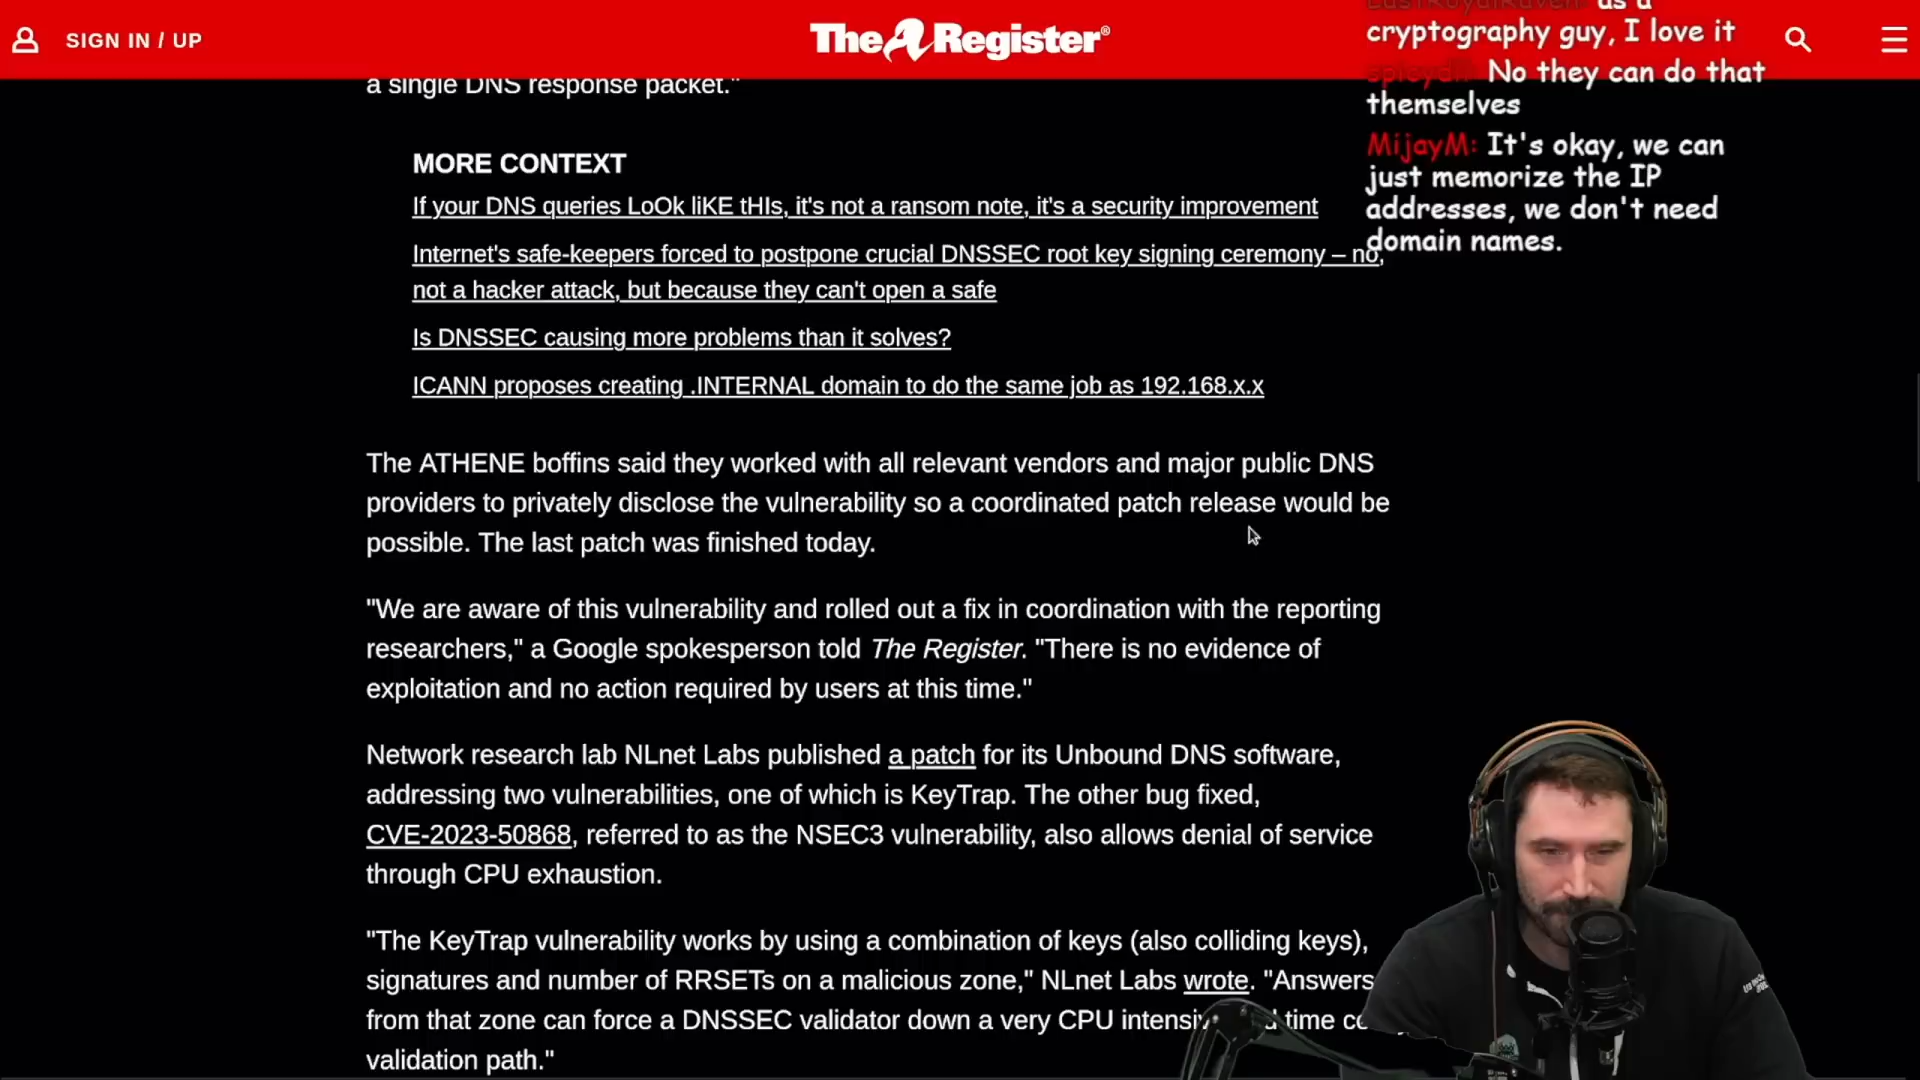 SIGN IN / UP
The Register®
a single DNS response packet."
MORE CONTEXT
If your DNS queries LoOk liKE tHIs, it's not a ransom note, it's a security improvement
Internet's safe-keepers forced to postpone crucial DNSSEC root key signing ceremony – no,
not a hacker attack, but because they can't open a safe
Is DNSSEC causing more problems than it solves?
ICANN proposes creating .INTERNAL domain to do the same job as 192.168.x.x
The ATHENE boffins said they worked with all relevant vendors and major public DNS
providers to privately disclose the vulnerability so a coordinated patch release would be
possible. The last patch was finished today.
"We are aware of this vulnerability and rolled out a fix in coordination with the reporting
researchers," a Google spokesperson told The Register. "There is no evidence of
exploitation and no action required by users at this time."
Network research lab NLnet Labs published a patch for its Unbound DNS software,
addressing two vulnerabilities, one of which is KeyTrap. The other bug fixed,
CVE-2023-50868, referred to as the NSEC3 vulnerability, also allows denial of service
through CPU exhaustion.
"The KeyTrap vulnerability works by using a combination of keys (also colliding keys),
signatures and number of RRSETs on a malicious zone," NLnet Labs wrote. "Answers
from that zone can force a DNSSEC validator down a very CPU time
validation path."
as a
cryptography guy, I love it
No they can do that
themselves
MijayM: It's okay, we can
just memorize the IP
addresses, we don't need
domain names.